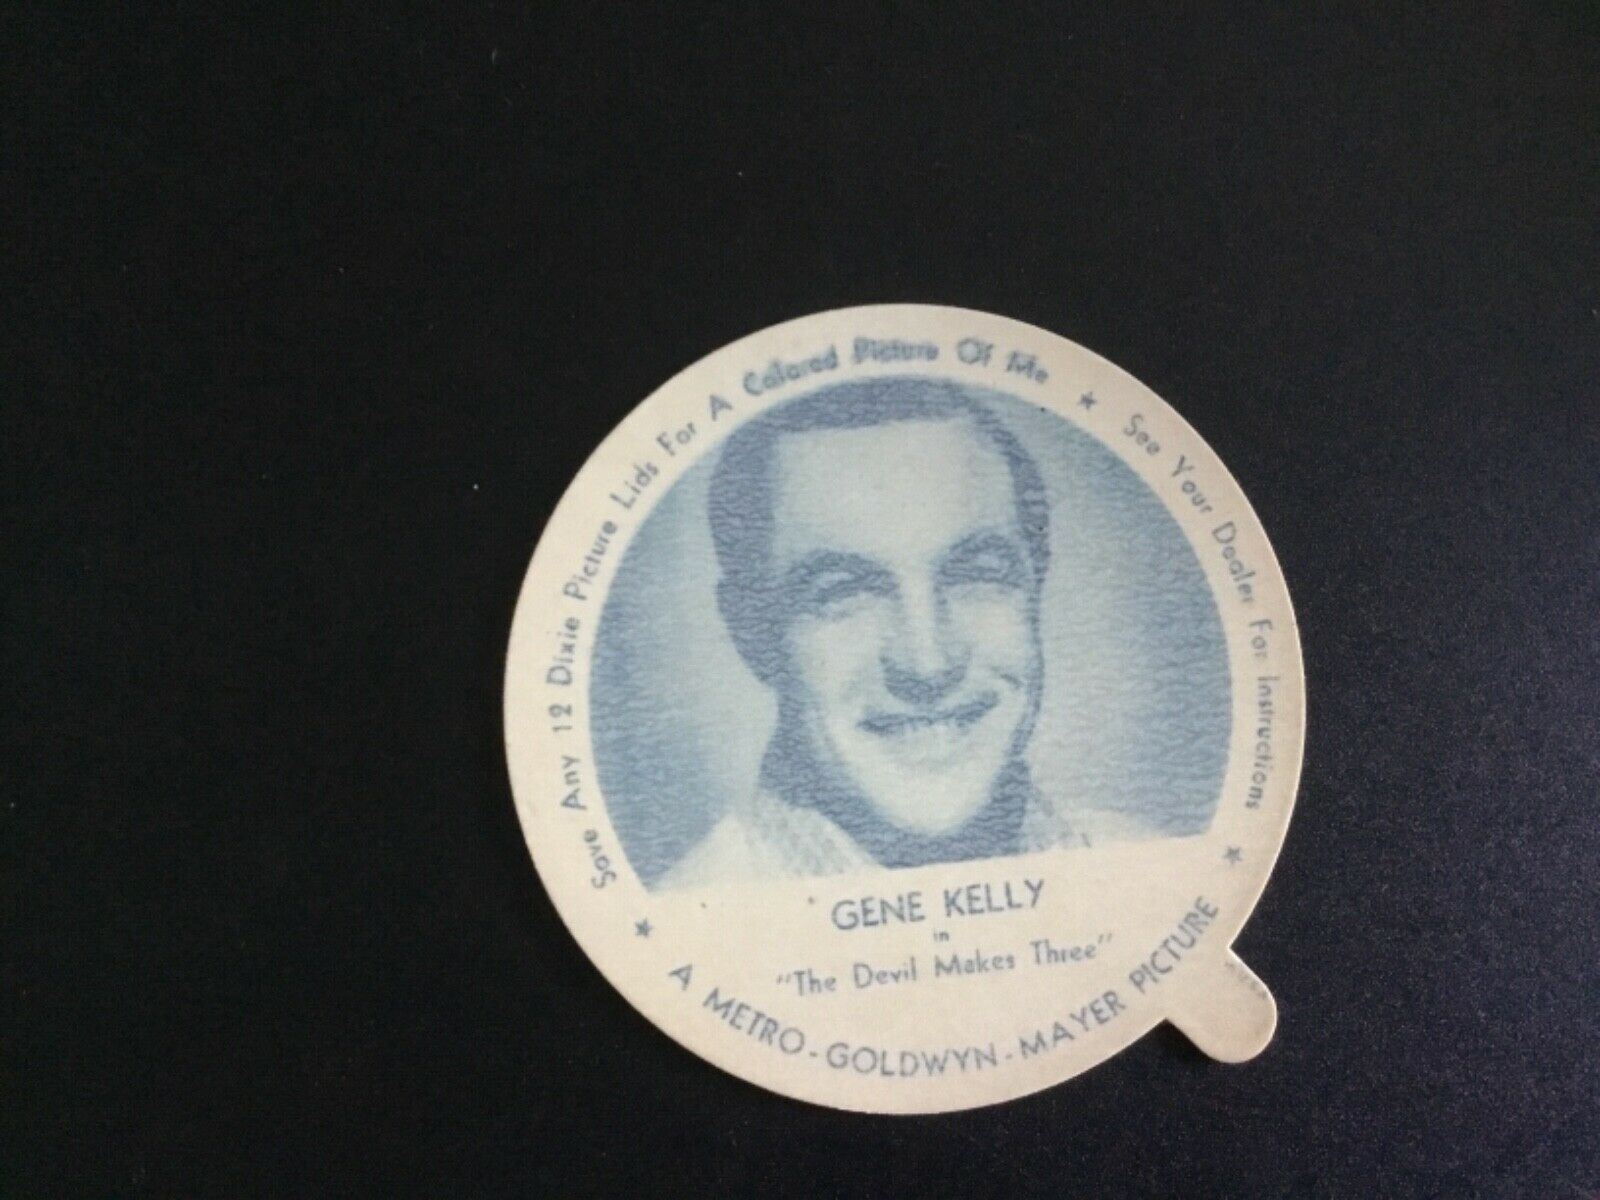 Save Any 12 Dixie Picture Lids For A Colored Picture Of Me ★ See Your Dealer For Instructions ★
GENE KELLY
in
"The Devil Makes Three"
★ A METRO-GOLDWYN-MAYER PICTURE